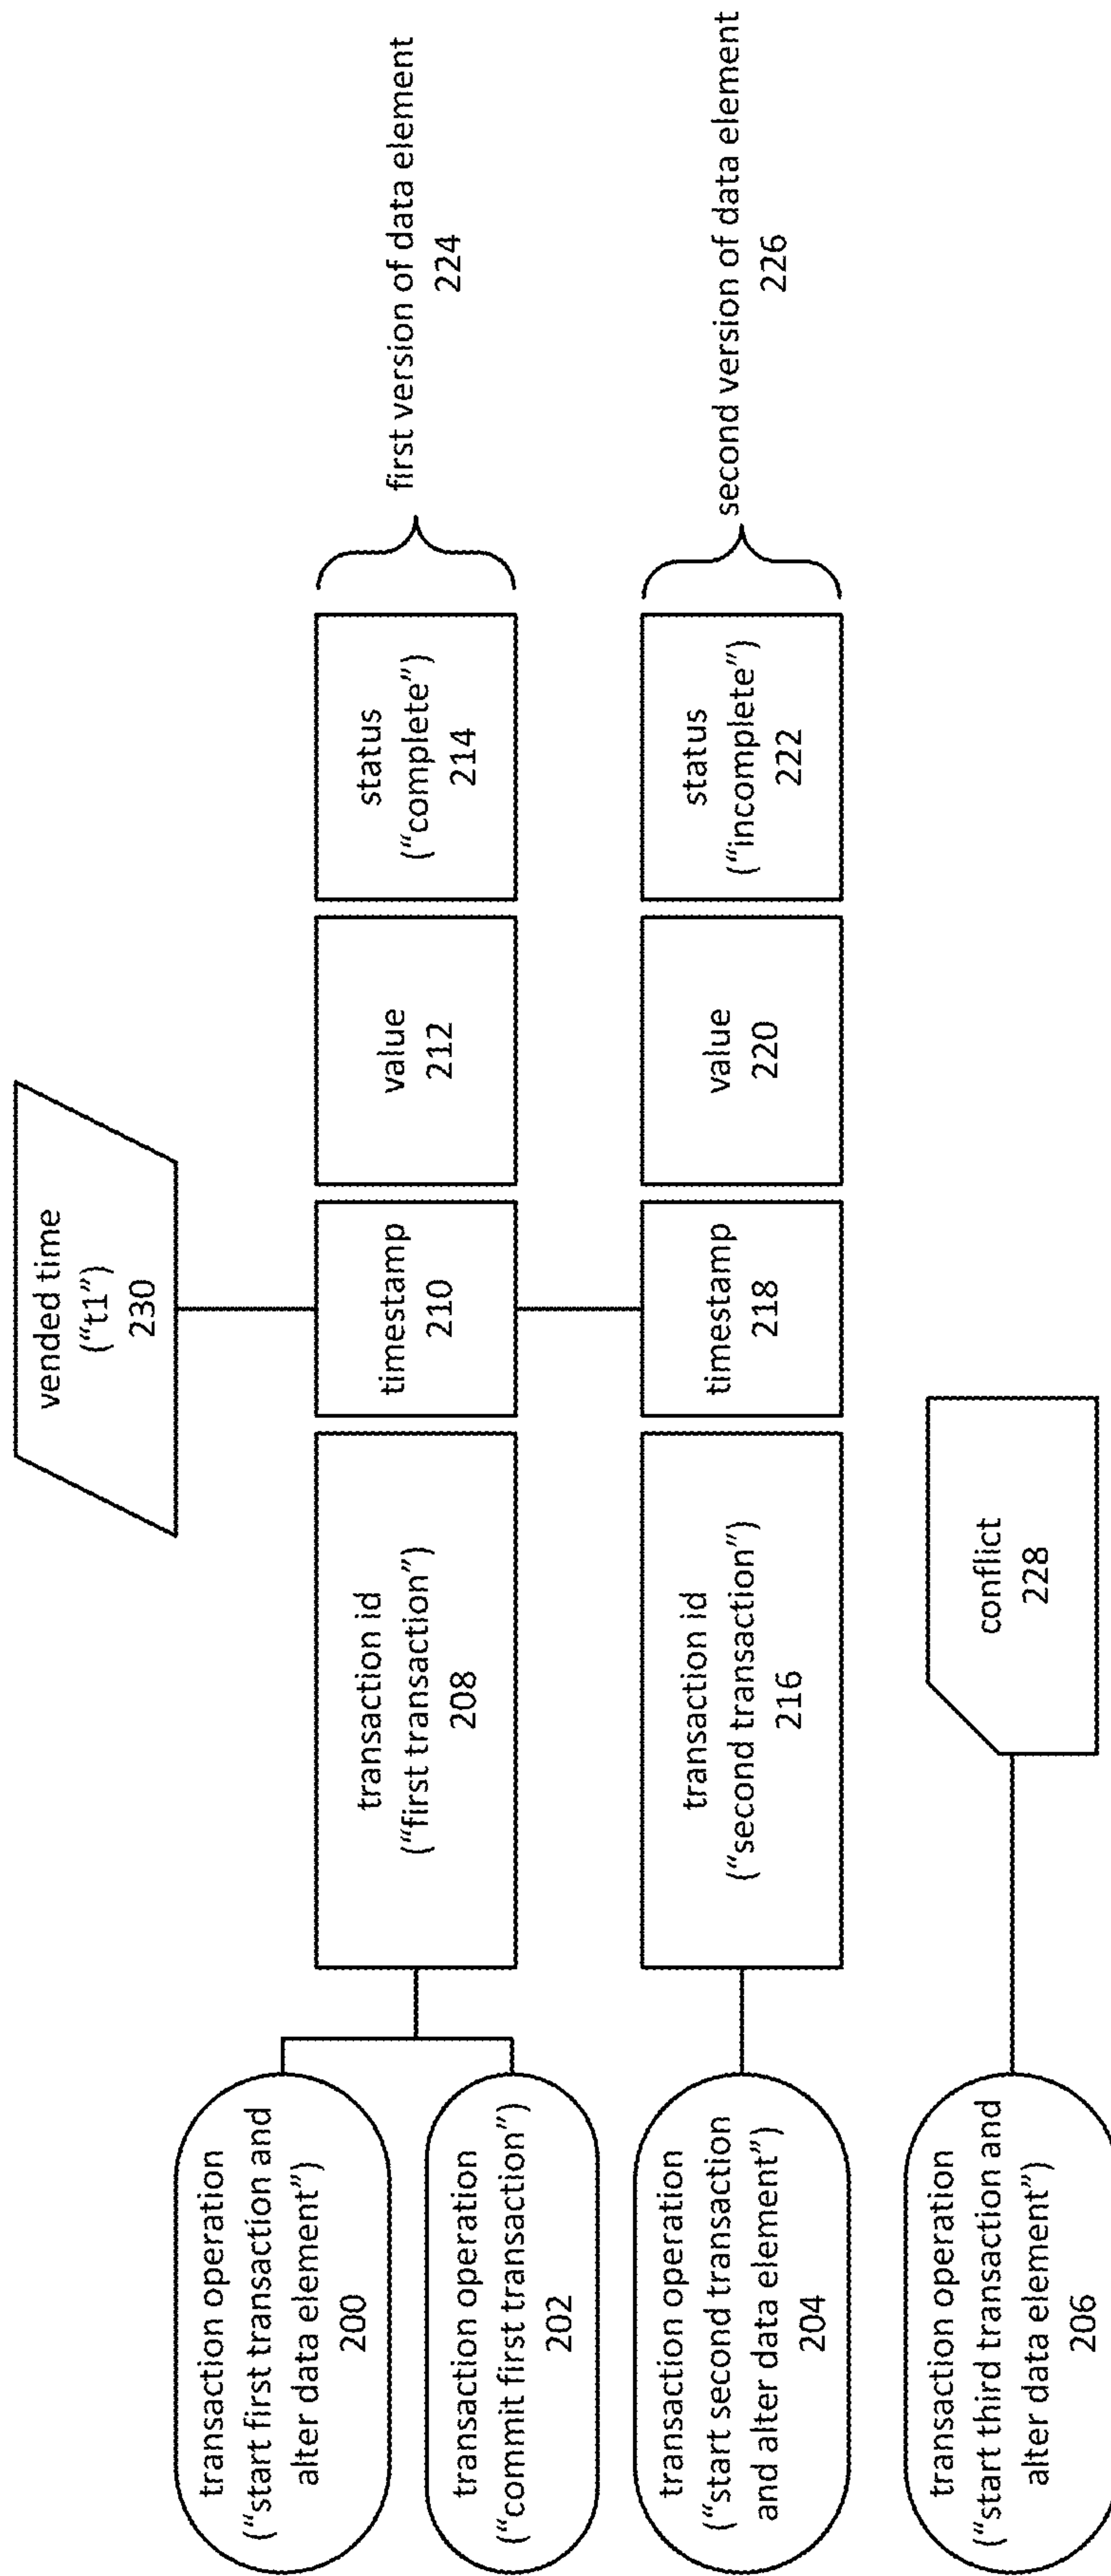 vended time
("t1")
230
transaction operation
("start first transaction and
alter data element")
200
transaction operation
("commit first transaction")
202
transaction id
("first transaction")
208
timestamp
210
value
212
status
("complete")
214
first version of data element
224
transaction operation
("start second transaction
and alter data element")
204
transaction id
("second transaction")
216
timestamp
218
value
220
status
("incomplete")
222
second version of data element
226
transaction operation
("start third transaction and
alter data element")
206
conflict
228